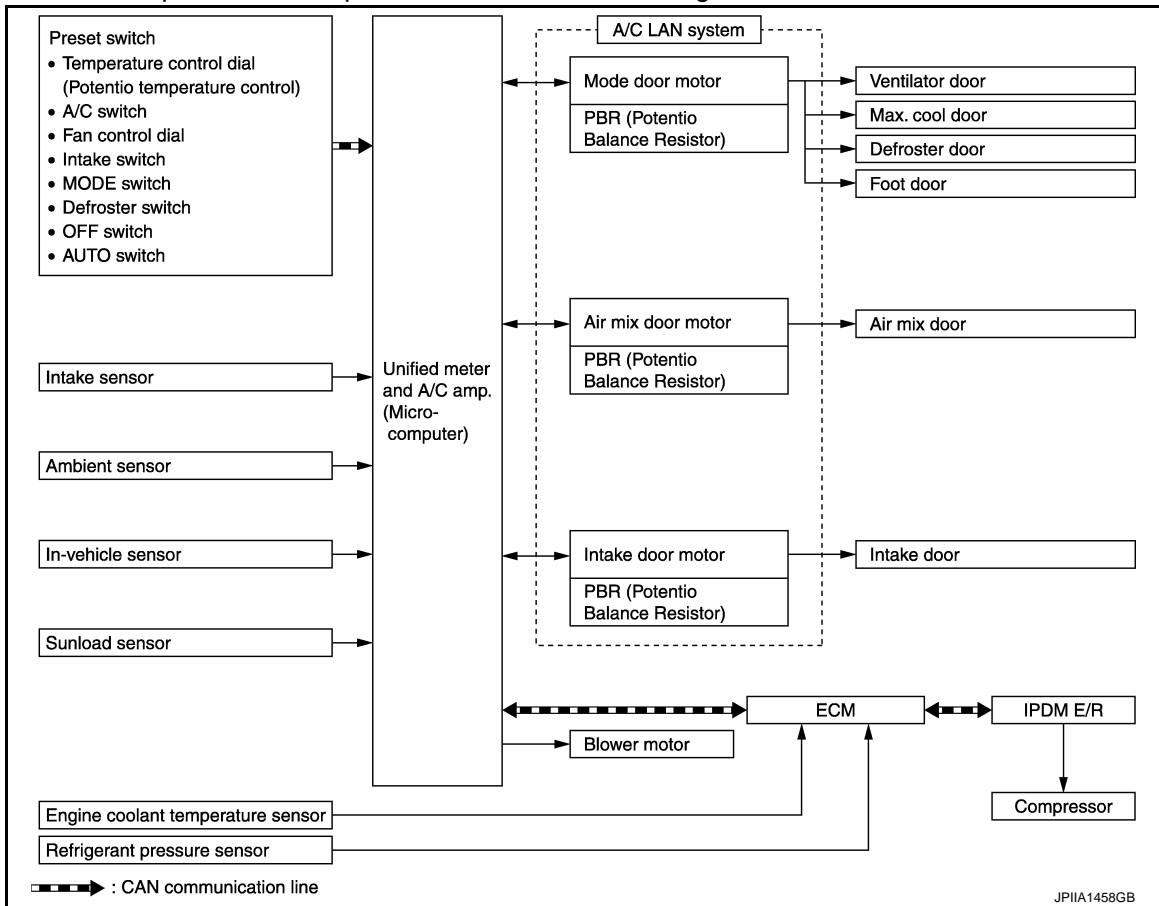 Preset switch
• Temperature control dial
(Potentio temperature control)
• A/C switch
• Fan control dial
• Intake switch
• MODE switch
• Defroster switch
• OFF switch
• AUTO switch
Intake sensor
Ambient sensor
In-vehicle sensor
Sunload sensor
Unified meter
and A/C amp.
(Micro-
computer)
A/C LAN system
Mode door motor
PBR (Potentio
Balance Resistor)
Ventilator door
Max. cool door
Defroster door
Foot door
Air mix door motor
PBR (Potentio
Balance Resistor)
Air mix door
Intake door motor
PBR (Potentio
Balance Resistor)
Intake door
ECM
IPDM E/R
Blower motor
Compressor
Engine coolant temperature sensor
Refrigerant pressure sensor
: CAN communication line
JPIIA1458GB